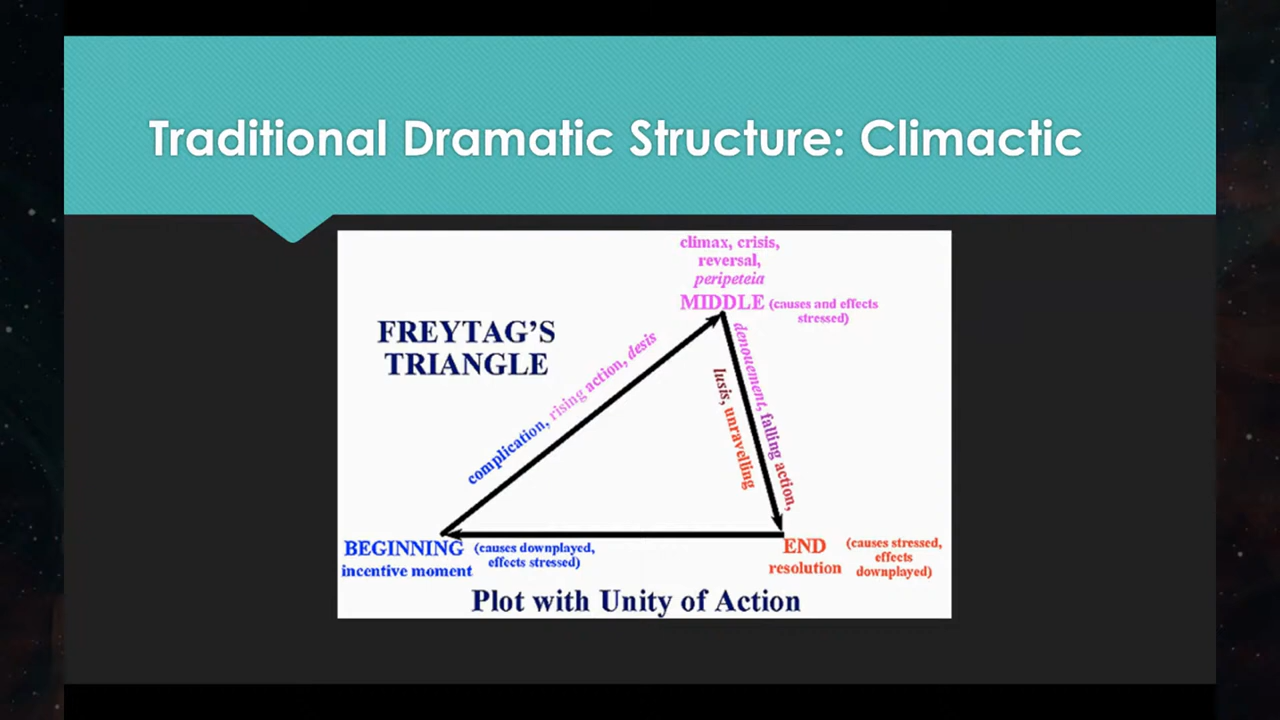 Traditional Dramatic Structure: Climactic
climax, crisis,
reversal,
peripeteia
MIDDLE (causes and effects
stressed)
FREYTAG'S
TRIANGLE
complication, rising action, desis
denouement, falling action,
lusis, unravelling
BEGINNING (causes downplayed,
effects stressed)
incentive moment
END (causes stressed,
effects
downplayed)
resolution
Plot with Unity of Action